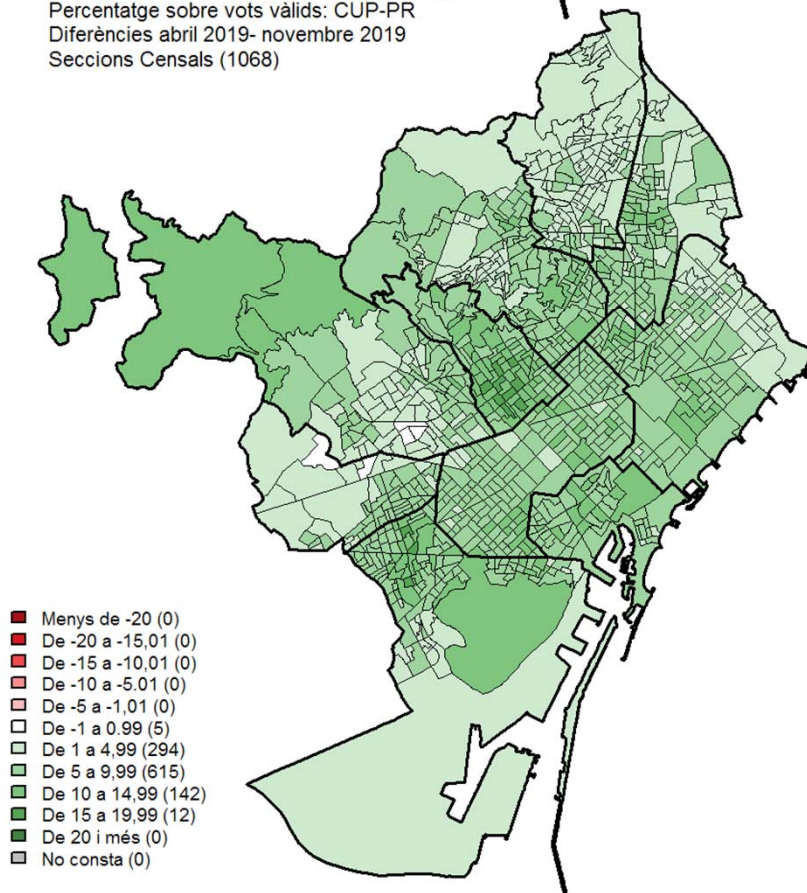 Percentatge sobre vots vàlids: CUP-PR
Diferències abril 2019- novembre 2019
Seccions Censals (1068)
Menys de -20 (0)
De -20 a -15,01 (0)
De -15 a -10,01 (0)
De -10 a -5.01 (0)
De -5 a -1,01 (0)
De -1 a 0.99 (5)
De 1 a 4,99 (294)
De 5 a 9,99 (615)
De 10 a 14,99 (142)
De 15 a 19,99 (12)
De 20 i més (0)
No consta (0)